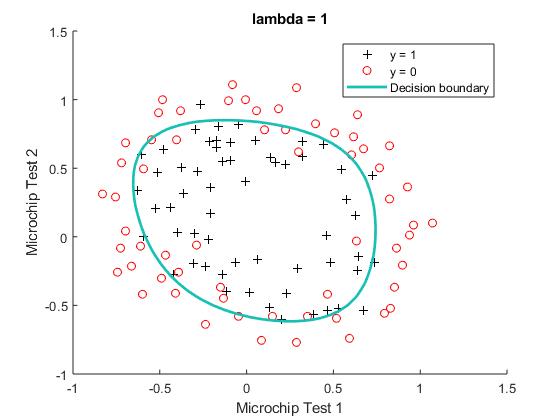 lambda = 1
y = 1
y = 0
Decision boundary
Microchip Test 2
1.5
1
0.5
0
-0.5
-1
-1
-0.5
0
0.5
1
1.5
Microchip Test 1